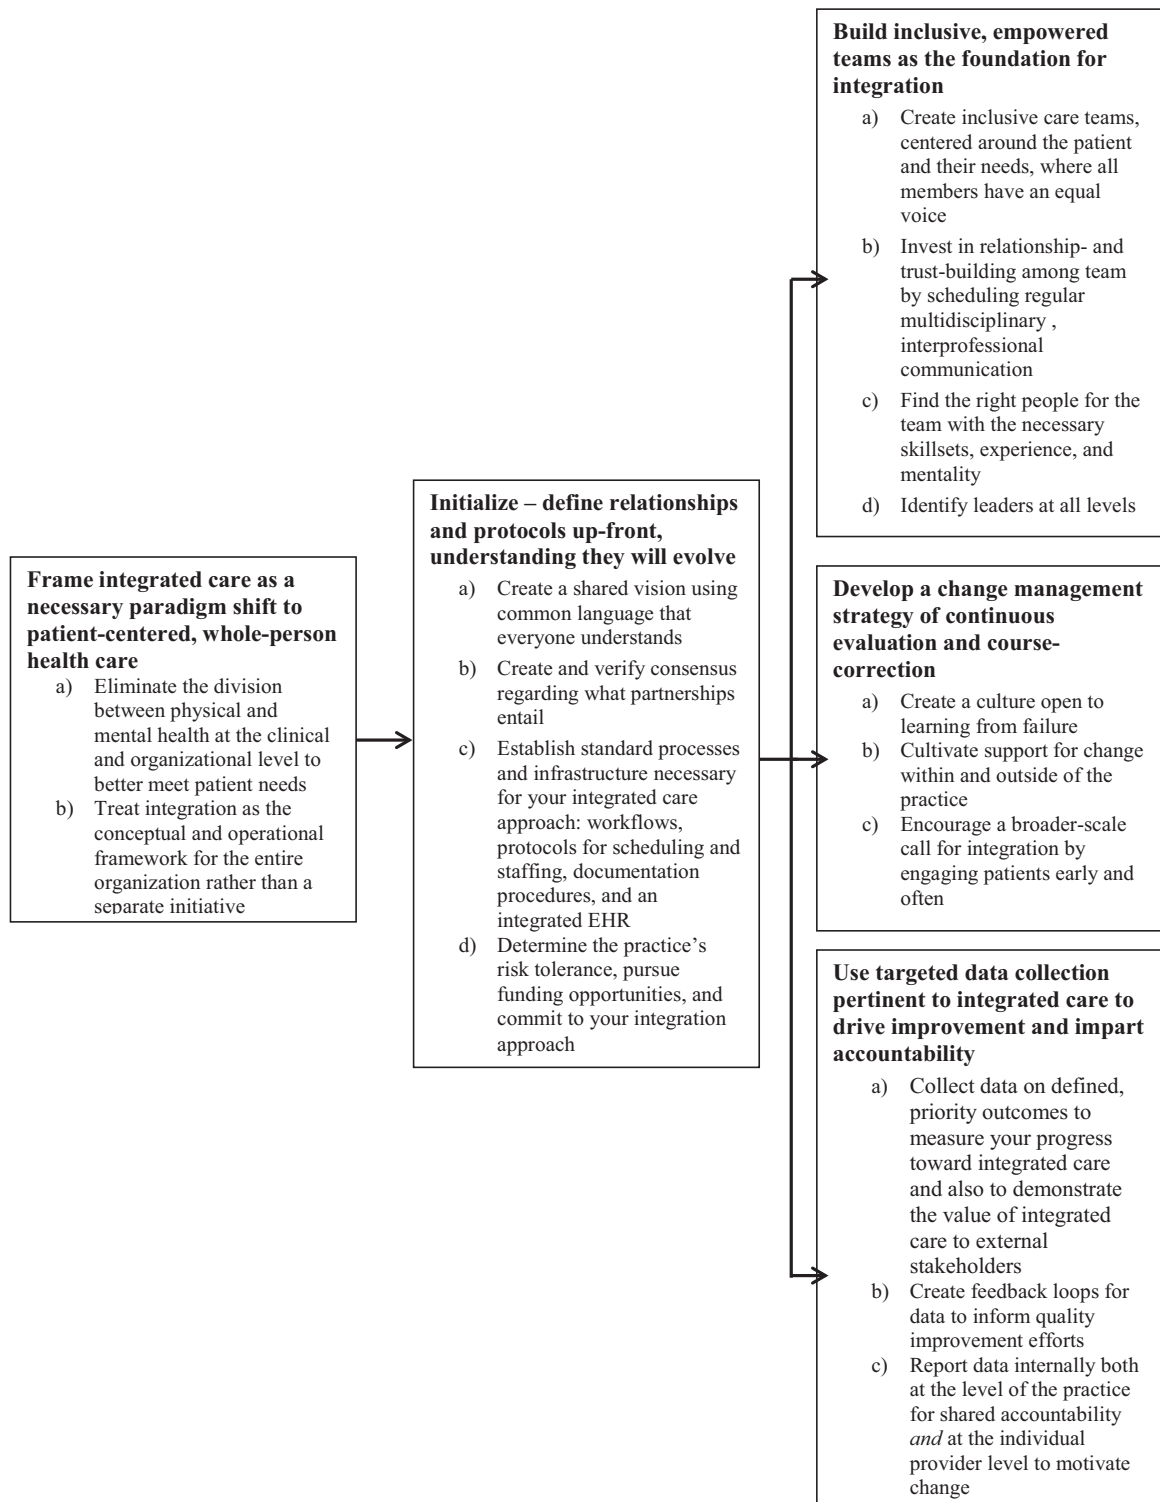 Frame integrated care as a
necessary paradigm shift to
patient-centered, whole-person
health care
a) Eliminate the division
between physical and
mental health at the clinical
and organizational level to
better meet patient needs
b) Treat integration as the
conceptual and operational
framework for the entire
organization rather than a
separate initiative
Initialize – define relationships
and protocols up-front,
understanding they will evolve
a) Create a shared vision using
common language that
everyone understands
b) Create and verify consensus
regarding what partnerships
entail
c) Establish standard processes
and infrastructure necessary
for your integrated care
approach: workflows,
protocols for scheduling and
staffing, documentation
procedures, and an
integrated EHR
d) Determine the practice’s
risk tolerance, pursue
funding opportunities, and
commit to your integration
approach
Build inclusive, empowered
teams as the foundation for
integration
a) Create inclusive care teams,
centered around the patient
and their needs, where all
members have an equal
voice
b) Invest in relationship- and
trust-building among team
by scheduling regular
multidisciplinary ,
interprofessional
communication
c) Find the right people for the
team with the necessary
skillsets, experience, and
mentality
d) Identify leaders at all levels
Develop a change management
strategy of continuous
evaluation and course-
correction
a) Create a culture open to
learning from failure
b) Cultivate support for change
within and outside of the
practice
c) Encourage a broader-scale
call for integration by
engaging patients early and
often
Use targeted data collection
pertinent to integrated care to
drive improvement and impart
accountability
a) Collect data on defined,
priority outcomes to
measure your progress
toward integrated care
and also to demonstrate
the value of integrated
care to external
stakeholders
b) Create feedback loops for
data to inform quality
improvement efforts
c) Report data internally both
at the level of the practice
for shared accountability
and at the individual
provider level to motivate
change